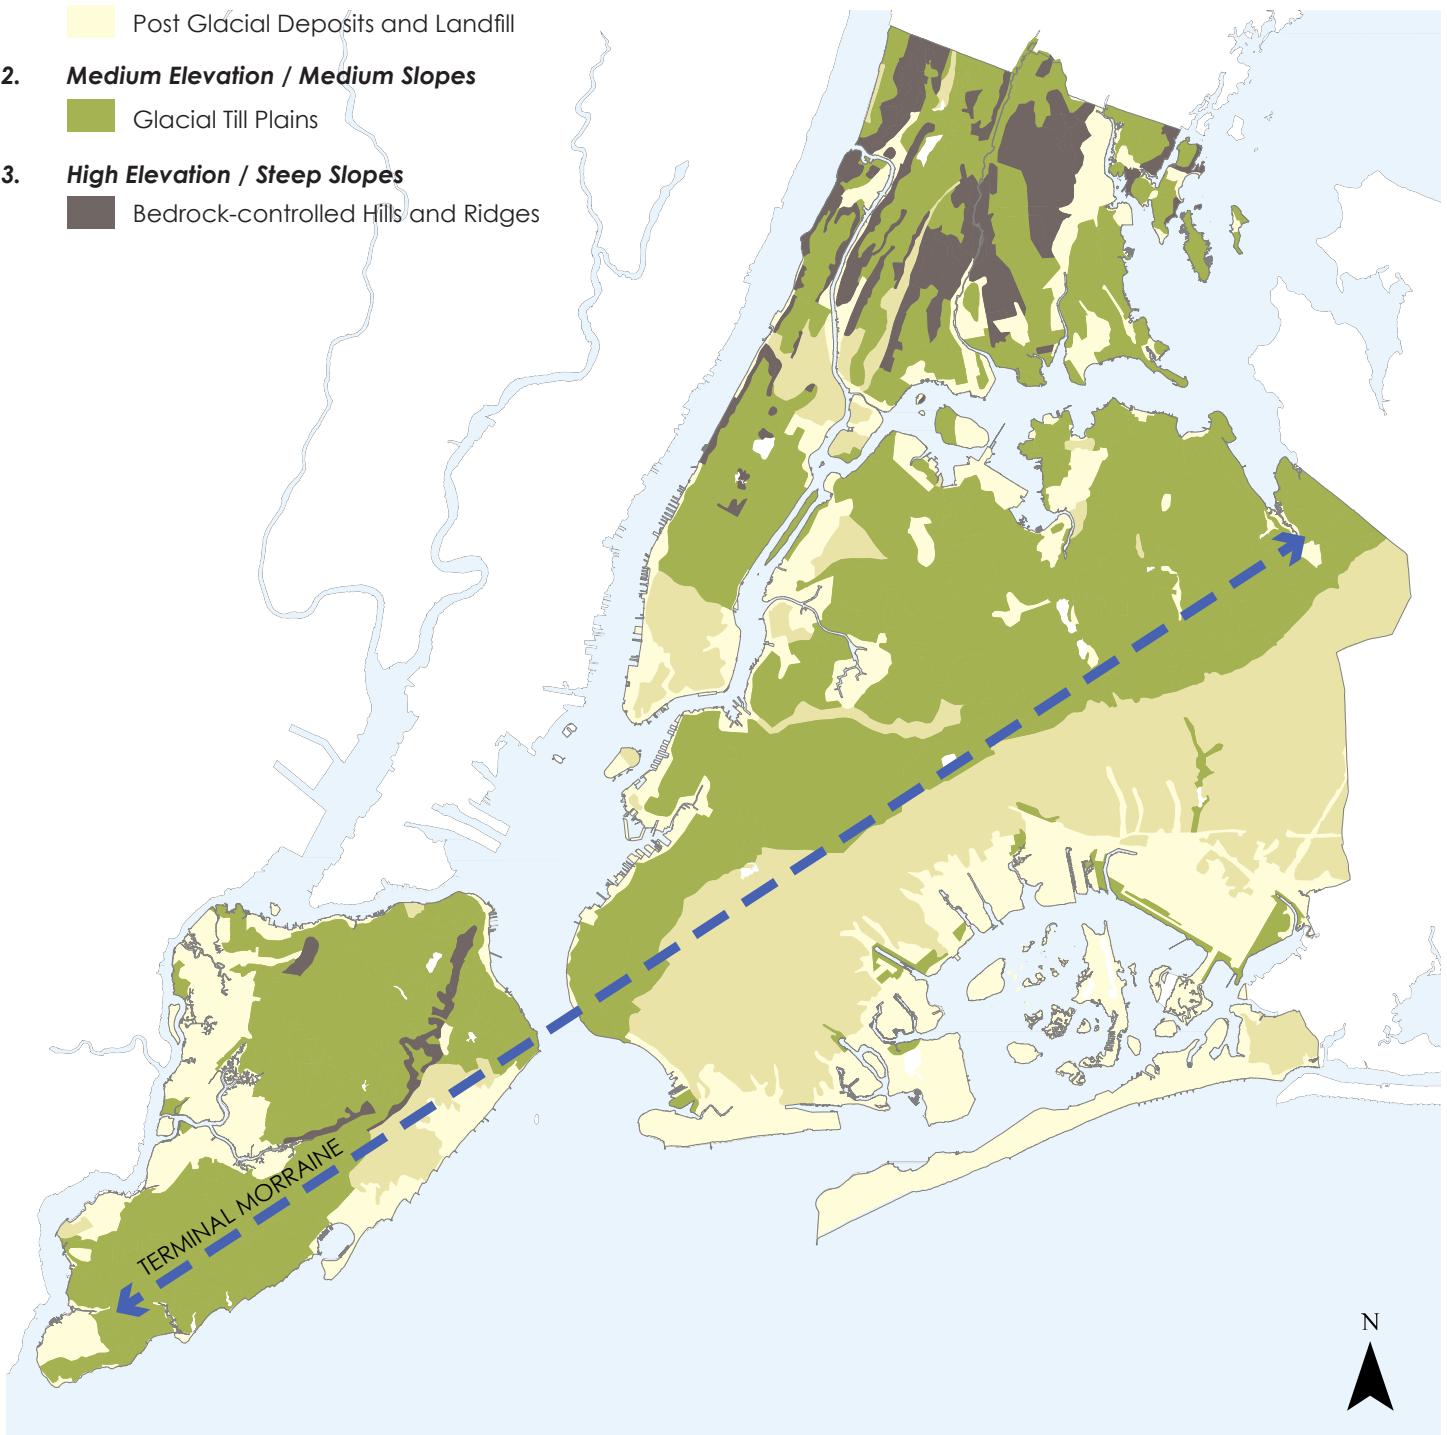 Post Glacial Deposits and Landfill
2. Medium Elevation / Medium Slopes
Glacial Till Plains
3. High Elevation / Steep Slopes
Bedrock-controlled Hills and Ridges
TERMINAL MORRAINE
N